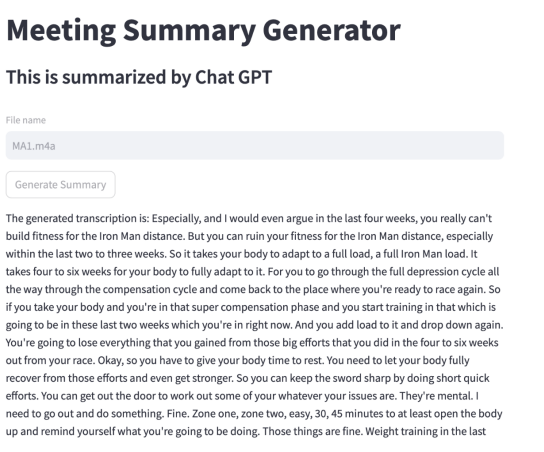 Meeting Summary Generator
This is summarized by Chat GPT
File name
MA1.m4a
Generate Summary
The generated transcription is: Especially, and I would even argue in the last four weeks, you really can't
build fitness for the Iron Man distance. But you can ruin your fitness for the Iron Man distance, especially
within the last two to three weeks. So it takes your body to adapt to a full load, a full Iron Man load. It
takes four to six weeks for your body to fully adapt to it. For you to go through the full depression cycle all
the way through the compensation cycle and come back to the place where you're ready to race again. So
if you take your body and you're in that super compensation phase and you start training in that which is
going to be in these last two weeks which you're in right now. And you add load to it and drop down again.
You're going to lose everything that you gained from those big efforts that you did in the four to six weeks
out from your race. Okay, so you have to give your body time to rest. You need to let your body fully
recover from those efforts and even get stronger. So you can keep the sword sharp by doing short quick
efforts. You can get out the door to work out some of your whatever your issues are. They're mental. I
need to go out and do something. Fine. Zone one, zone two, easy, 30, 45 minutes to at least open the body
up and remind yourself what you're going to be doing. Those things are fine. Weight training in the last